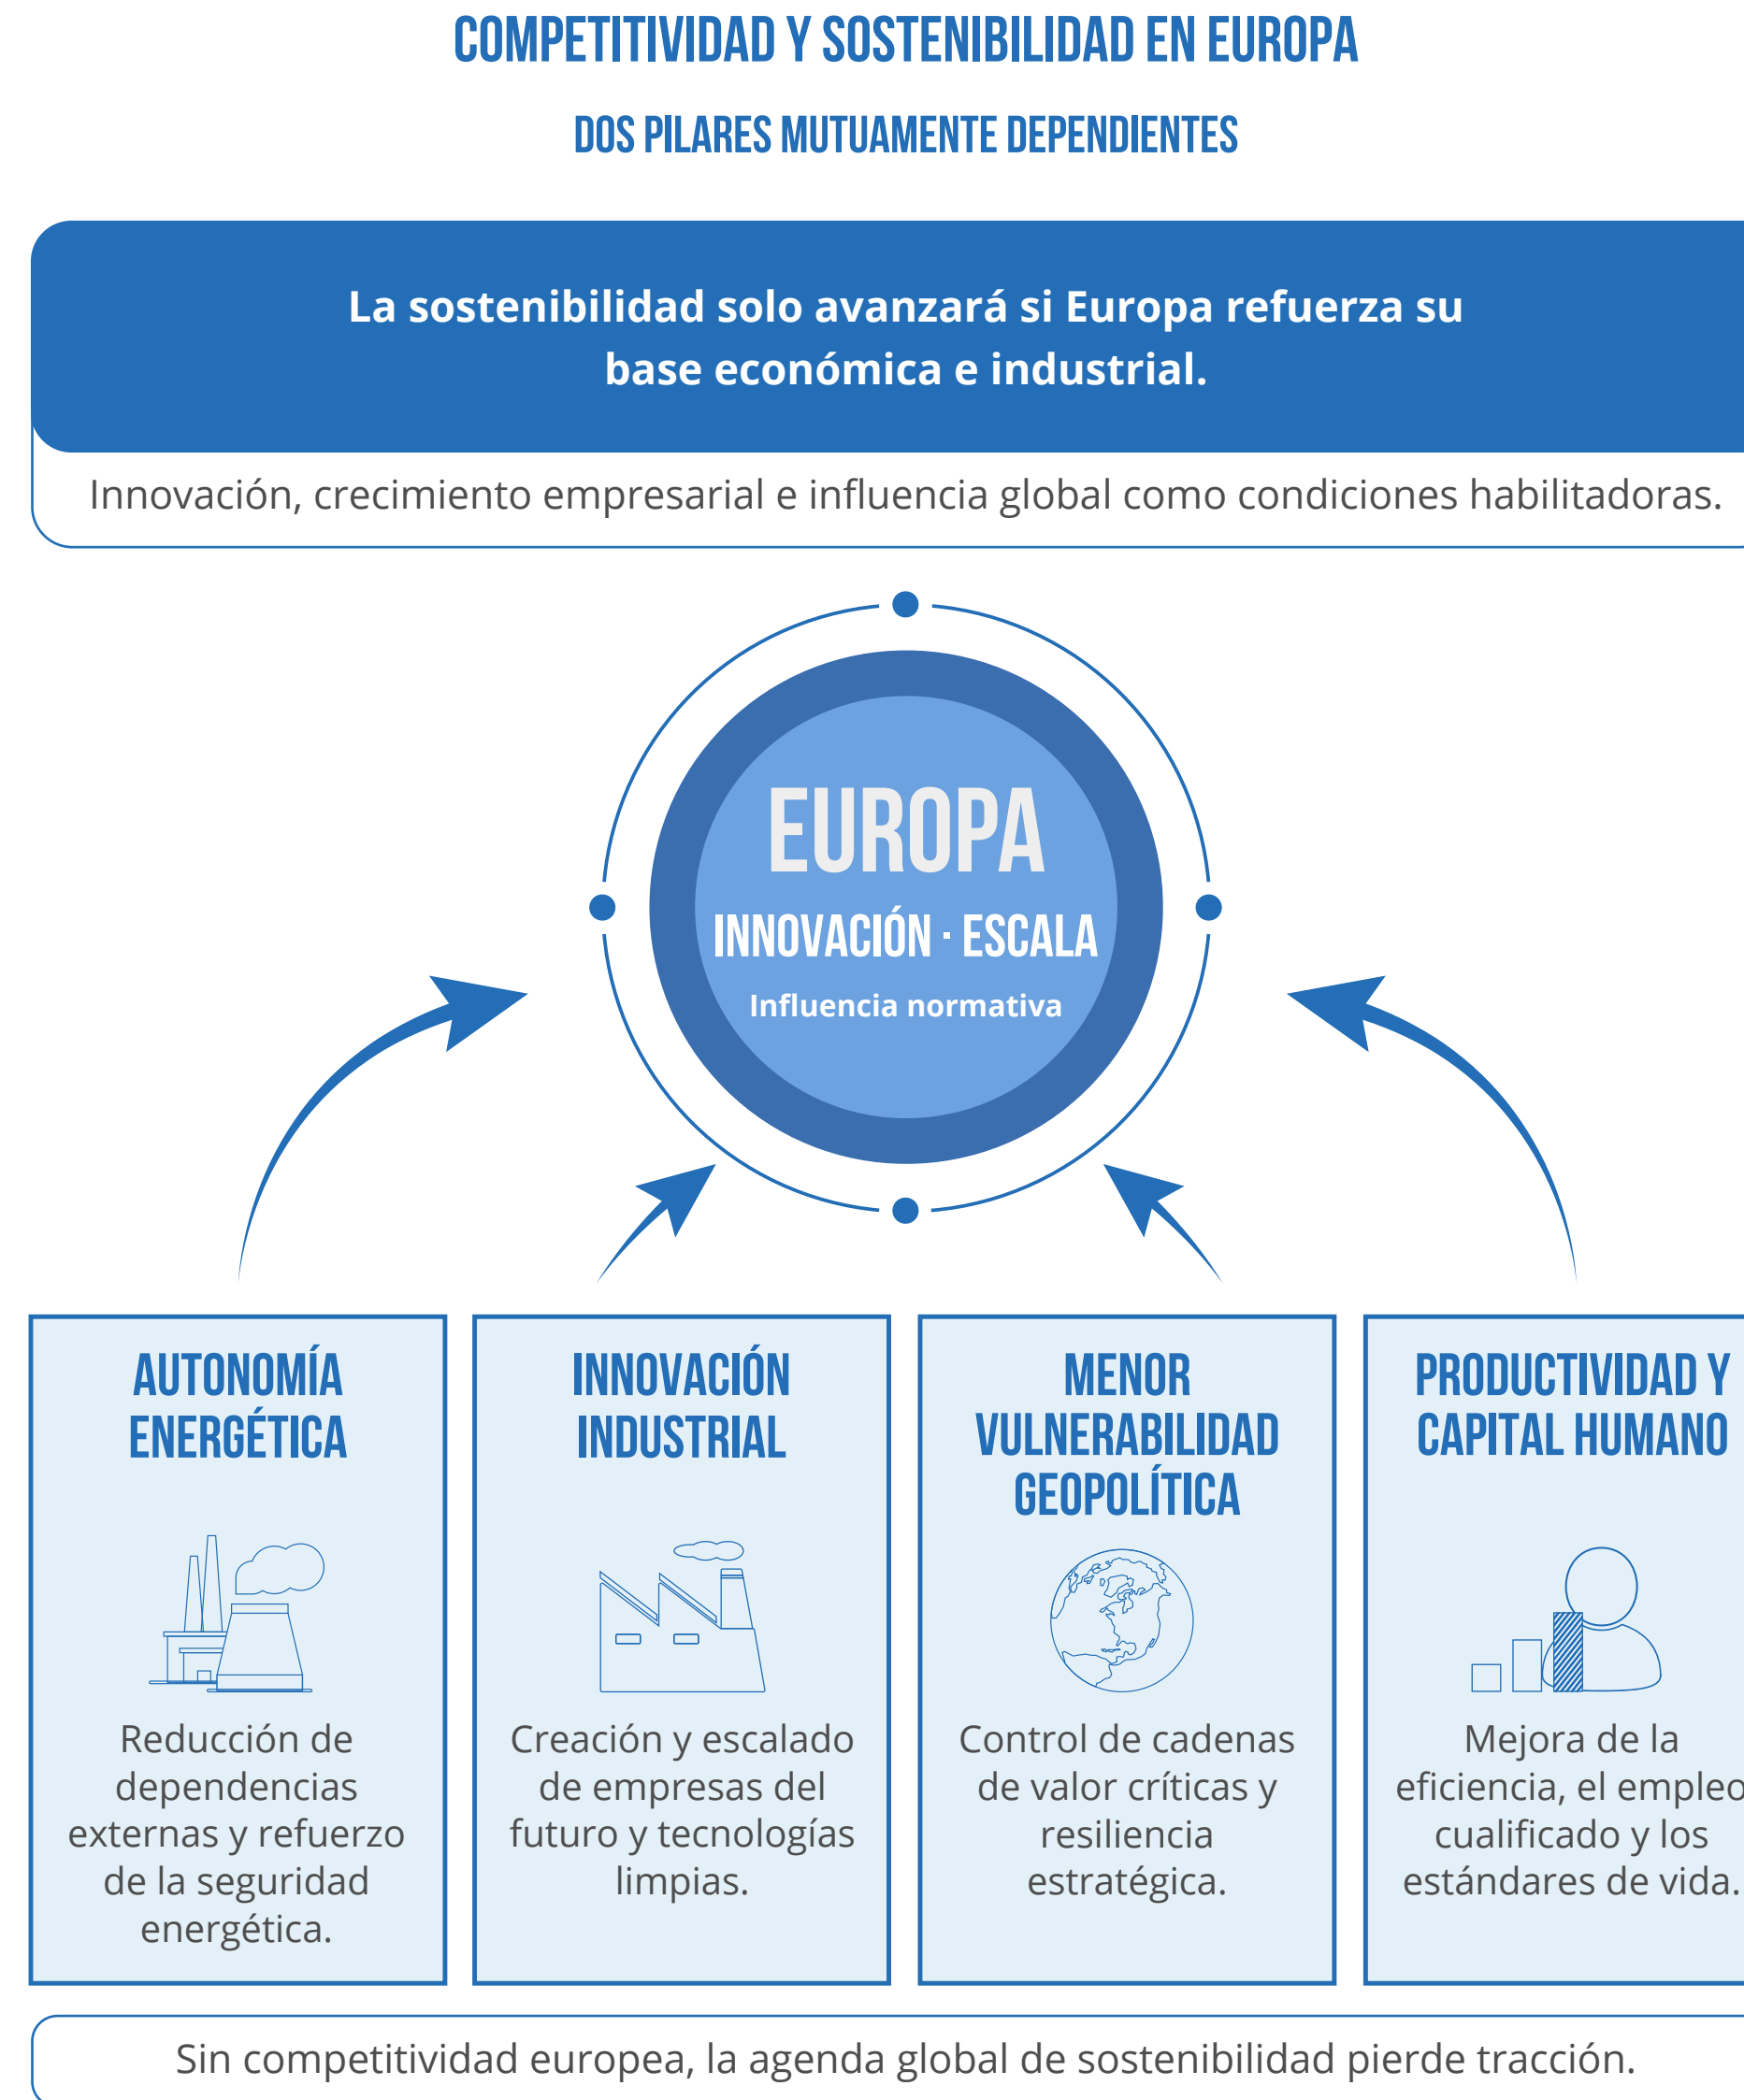 COMPETITIVIDAD Y SOSTENIBILIDAD EN EUROPA
DOS PILARES MUTUAMENTE DEPENDIENTES
La sostenibilidad solo avanzará si Europa refuerza su
base económica e industrial.
Innovación, crecimiento empresarial e influencia global como condiciones habilitadoras.
EUROPA
INNOVACIÓN · ESCALA
Influencia normativa
AUTONOMÍA
ENERGÉTICA
Reducción de
dependencias
externas y refuerzo
de la seguridad
energética.
INNOVACIÓN
INDUSTRIAL
Creación y escalado
de empresas del
futuro y tecnologías
limpias.
MENOR
VULNERABILIDAD
GEOPOLÍTICA
Control de cadenas
de valor críticas y
resiliencia
estratégica.
PRODUCTIVIDAD Y
CAPITAL HUMANO
Mejora de la
eficiencia, el empleo
cualificado y los
estándares de vida.
Sin competitividad europea, la agenda global de sostenibilidad pierde tracción.